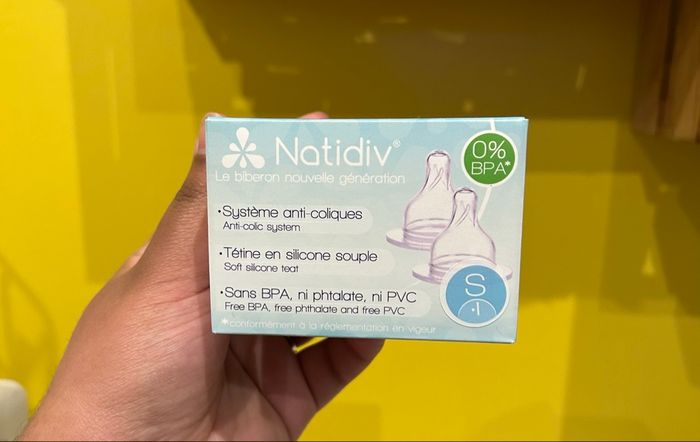 Natidiv®
Le biberon nouvelle génération
0%
BPA*
•Système anti-coliques
Anti-colic system
•Tétine en silicone souple
Soft silicone teat
•Sans BPA, ni phtalate, ni PVC
Free BPA, free phthalate and free PVC
*conformément à la réglementation en vigueur
S